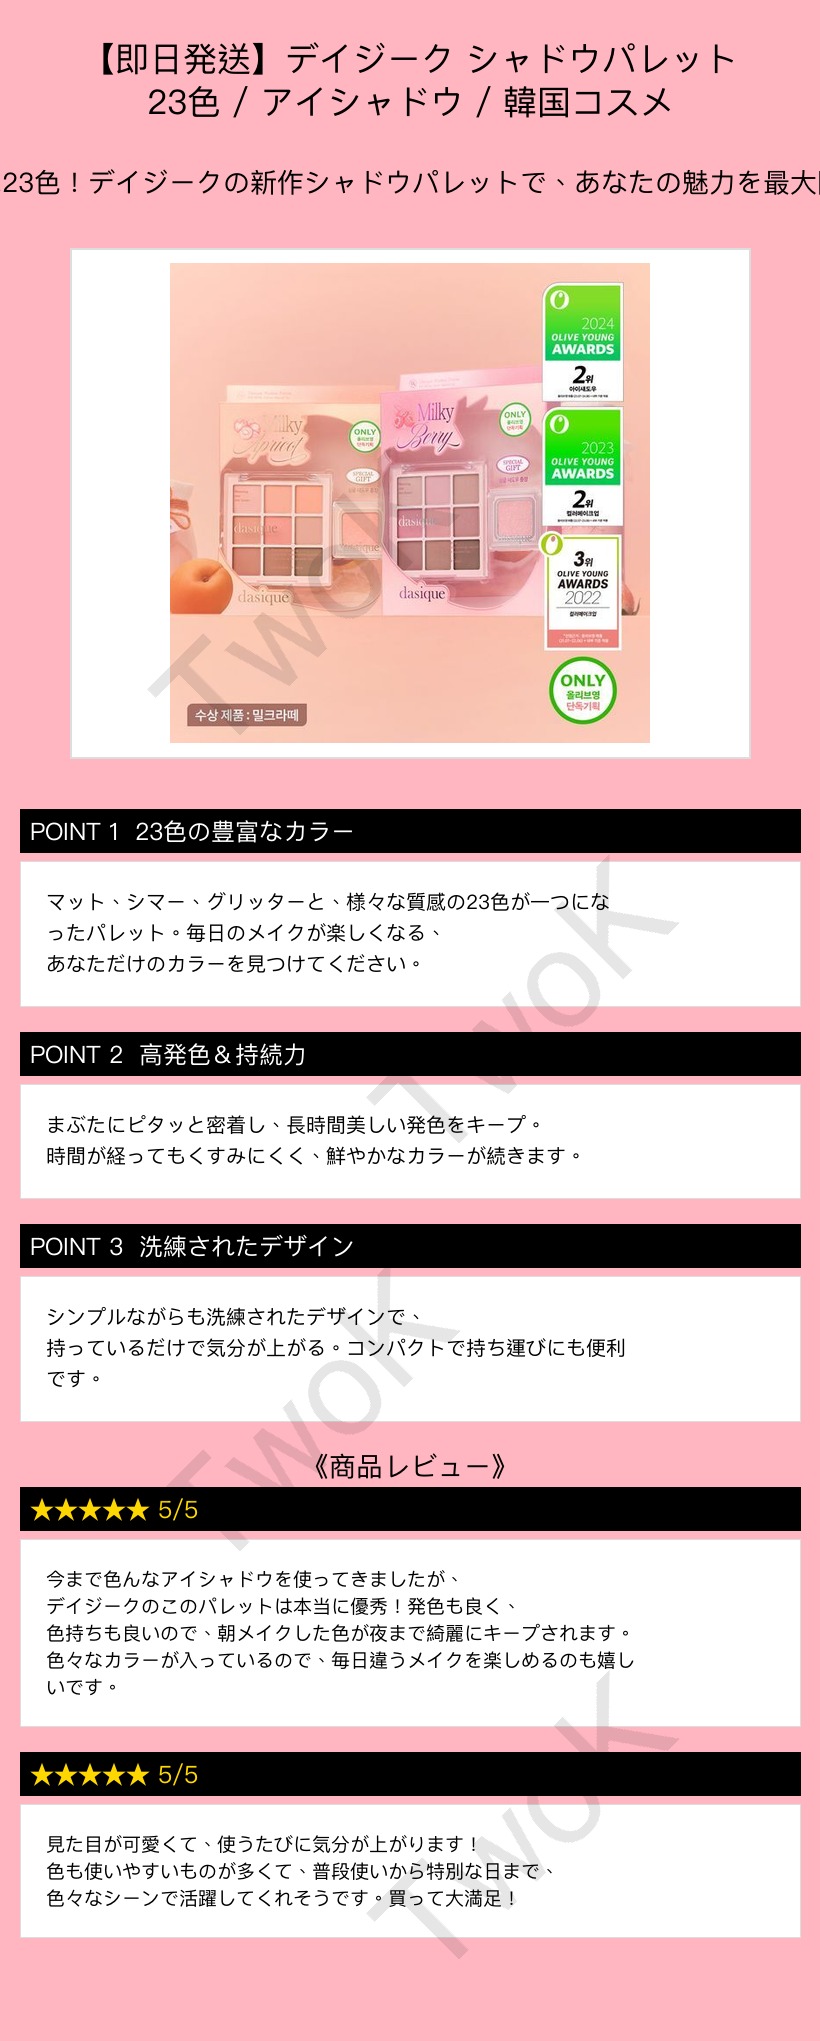 【即日発送】デイジーク シャドウパレット
23色 / アイシャドウ / 韓国コスメ
23色！デイジークの新作シャドウパレットで、あなたの魅力を最大
2024
OLIVE YOUNG
AWARDS
2위
아이섀도우
2023
OLIVE YOUNG
AWARDS
2위
컬러메이크업
3위
OLIVE YOUNG
AWARDS
2022
컬러메이크업
ONLY
올리브영
단독기획
Milky
Apricot
ONLY
올리브영
단독기획
SPECIAL
GIFT
dasique
dasique
Milky
Berry
ONLY
올리브영
단독기획
SPECIAL
GIFT
dasique
dasique
수상 제품 : 밀크라떼
TwoK
POINT 1 23色の豊富なカラー
マット、シマー、グリッターと、様々な質感の23色が一つにな
ったパレット。毎日のメイクが楽しくなる、
あなただけのカラーを見つけてください。
TwoK
POINT 2 高発色＆持続力
まぶたにピタッと密着し、長時間美しい発色をキープ。
時間が経ってもくすみにくく、鮮やかなカラーが続きます。
POINT 3 洗練されたデザイン
シンプルながらも洗練されたデザインで、
持っているだけで気分が上がる。コンパクトで持ち運びにも便利
です。
TwoK
《商品レビュー》
★★★★★ 5/5
今まで色んなアイシャドウを使ってきましたが、
デイジークのこのパレットは本当に優秀！発色も良く、
色持ちも良いので、朝メイクした色が夜まで綺麗にキープされます。
色々なカラーが入っているので、毎日違うメイクを楽しめるのも嬉し
いです。
★★★★★ 5/5
見た目が可愛くて、使うたびに気分が上がります！
色も使いやすいものが多くて、普段使いから特別な日まで、
色々なシーンで活躍してくれそうです。買って大満足！
TwoK